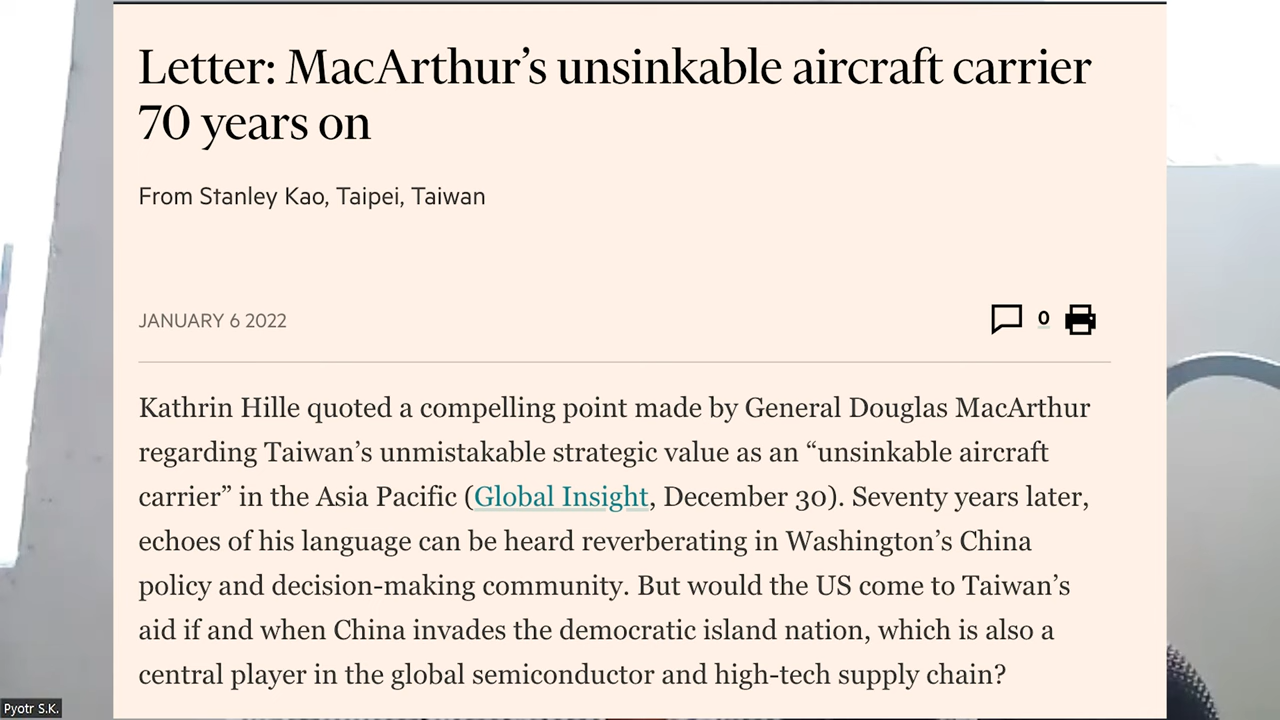 Letter: MacArthur’s unsinkable aircraft carrier
70 years on
From Stanley Kao, Taipei, Taiwan
JANUARY 6 2022
0
Kathrin Hille quoted a compelling point made by General Douglas MacArthur
regarding Taiwan’s unmistakable strategic value as an “unsinkable aircraft
carrier” in the Asia Pacific (Global Insight, December 30). Seventy years later,
echoes of his language can be heard reverberating in Washington’s China
policy and decision-making community. But would the US come to Taiwan’s
aid if and when China invades the democratic island nation, which is also a
central player in the global semiconductor and high-tech supply chain?
Pyotr S.K.